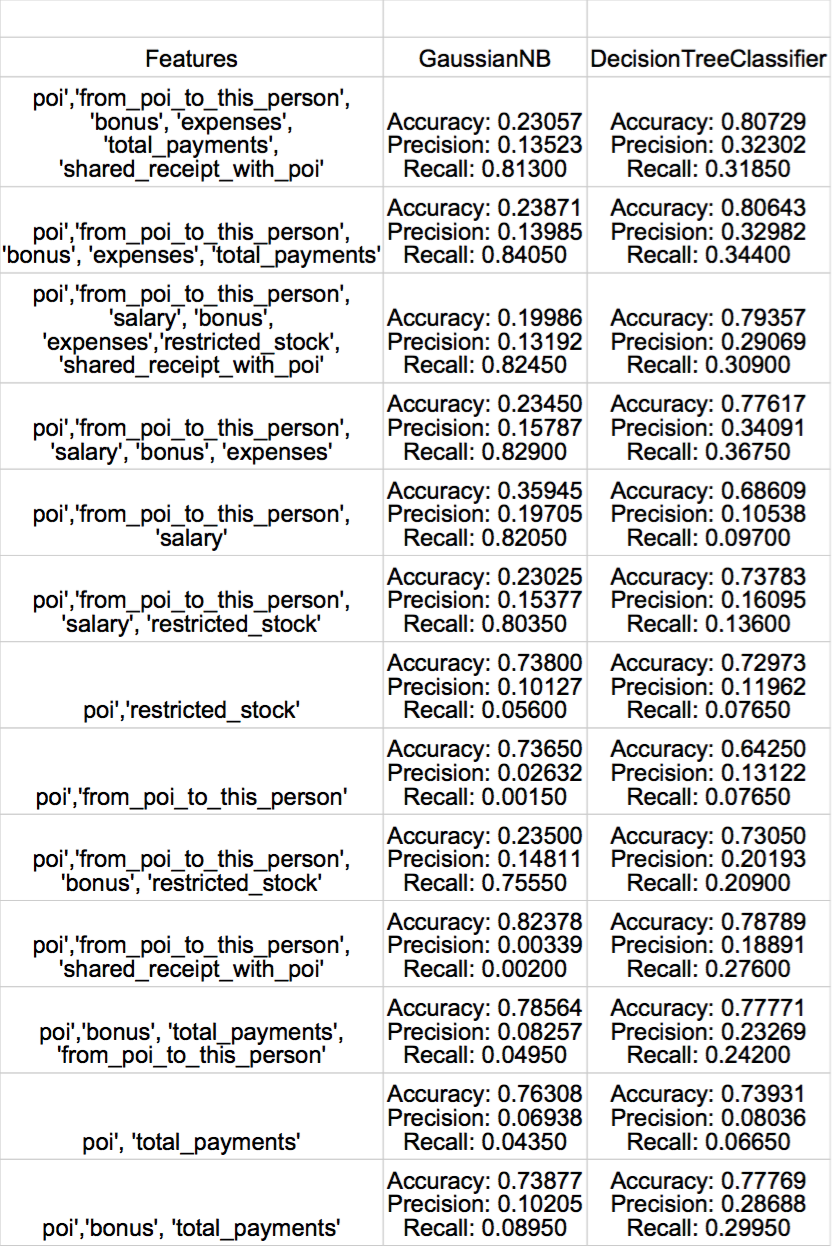 Features GaussianNB DecisionTreeClassifier
poi','from_poi_to_this_person',
'bonus', 'expenses', Accuracy: 0.23057 Accuracy: 0.80729
'total_payments', Precision: 0.13523 Precision: 0.32302
'shared_receipt_with_poi' Recall: 0.81300 Recall: 0.31850
Accuracy: 0.23871 Accuracy: 0.80643
poi','from_poi_to_this_person', Precision: 0.13985 Precision: 0.32982
'bonus', 'expenses', 'total_payments' Recall: 0.84050 Recall: 0.34400
poi','from_poi_to_this_person',
'salary', 'bonus', Accuracy: 0.19986 Accuracy: 0.79357
'expenses','restricted_stock', Precision: 0.13192 Precision: 0.29069
'shared_receipt_with_poi' Recall: 0.82450 Recall: 0.30900
Accuracy: 0.23450 Accuracy: 0.77617
poi','from_poi_to_this_person', Precision: 0.15787 Precision: 0.34091
'salary', 'bonus', 'expenses' Recall: 0.82900 Recall: 0.36750
Accuracy: 0.35945 Accuracy: 0.68609
poi','from_poi_to_this_person', Precision: 0.19705 Precision: 0.10538
'salary' Recall: 0.82050 Recall: 0.09700
Accuracy: 0.23025 Accuracy: 0.73783
poi','from_poi_to_this_person', Precision: 0.15377 Precision: 0.16095
'salary', 'restricted_stock' Recall: 0.80350 Recall: 0.13600
Accuracy: 0.73800 Accuracy: 0.72973
Precision: 0.10127 Precision: 0.11962
poi','restricted_stock' Recall: 0.05600 Recall: 0.07650
Accuracy: 0.73650 Accuracy: 0.64250
Precision: 0.02632 Precision: 0.13122
poi','from_poi_to_this_person' Recall: 0.00150 Recall: 0.07650
Accuracy: 0.23500 Accuracy: 0.73050
poi','from_poi_to_this_person', Precision: 0.14811 Precision: 0.20193
'bonus', 'restricted_stock' Recall: 0.75550 Recall: 0.20900
Accuracy: 0.82378 Accuracy: 0.78789
poi','from_poi_to_this_person', Precision: 0.00339 Precision: 0.18891
'shared_receipt_with_poi' Recall: 0.00200 Recall: 0.27600
Accuracy: 0.78564 Accuracy: 0.77771
poi','bonus', 'total_payments', Precision: 0.08257 Precision: 0.23269
'from_poi_to_this_person' Recall: 0.04950 Recall: 0.24200
Accuracy: 0.76308 Accuracy: 0.73931
Precision: 0.06938 Precision: 0.08036
poi', 'total_payments' Recall: 0.04350 Recall: 0.06650
Accuracy: 0.73877 Accuracy: 0.77769
Precision: 0.10205 Precision: 0.28688
poi','bonus', 'total_payments' Recall: 0.08950 Recall: 0.29950